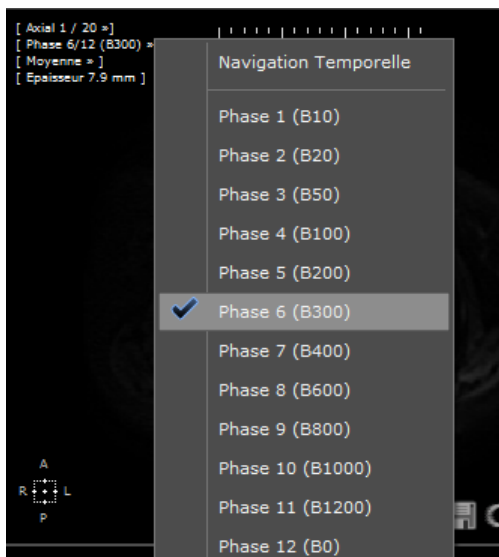 [ Axial 1 / 20 »]
[ Phase 6/12 (B300) »
[ Moyenne » ]
[ Epaisseur 7.9 mm ]
Navigation Temporelle
Phase 1 (B10)
Phase 2 (B20)
Phase 3 (B50)
Phase 4 (B100)
Phase 5 (B200)
Phase 6 (B300)
Phase 7 (B400)
Phase 8 (B600)
Phase 9 (B800)
Phase 10 (B1000)
Phase 11 (B1200)
Phase 12 (B0)
A
R L
P